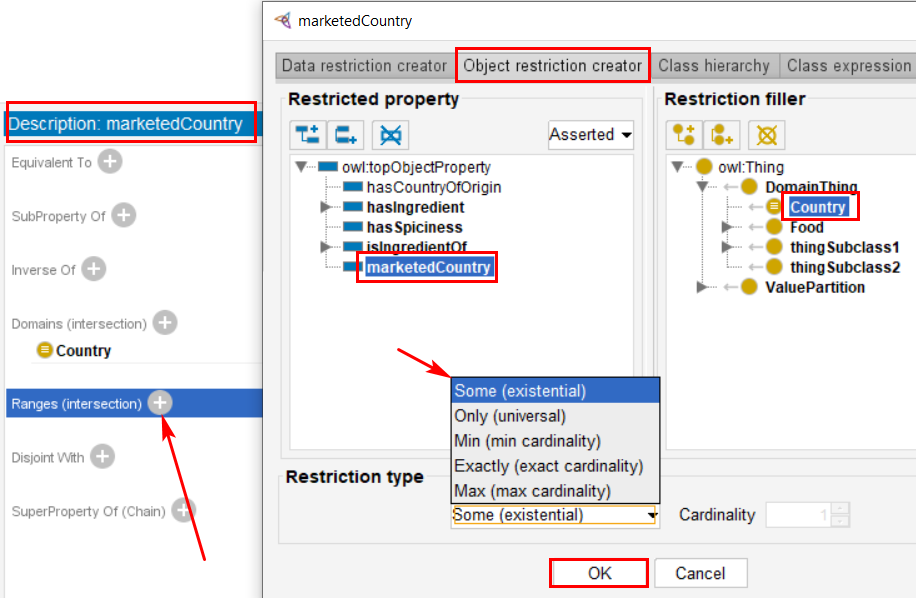 marketedCountry
Data restriction creator
Object restriction creator
Class hierarchy
Class expression
Description: marketedCountry
Equivalent To
SubProperty Of
Inverse Of
Domains (intersection)
Country
Ranges (intersection)
Disjoint With
SuperProperty Of (Chain)
Restricted property
Asserted
owl:topObjectProperty
hasCountryOfOrigin
hasIngredient
hasSpiciness
isIngredientOf
marketedCountry
Restriction filler
owl:Thing
DomainThing
Country
Food
thingSubclass1
thingSubclass2
ValuePartition
Some (existential)
Only (universal)
Min (min cardinality)
Exactly (exact cardinality)
Max (max cardinality)
Restriction type
Some (existential)
Cardinality
1
OK
Cancel